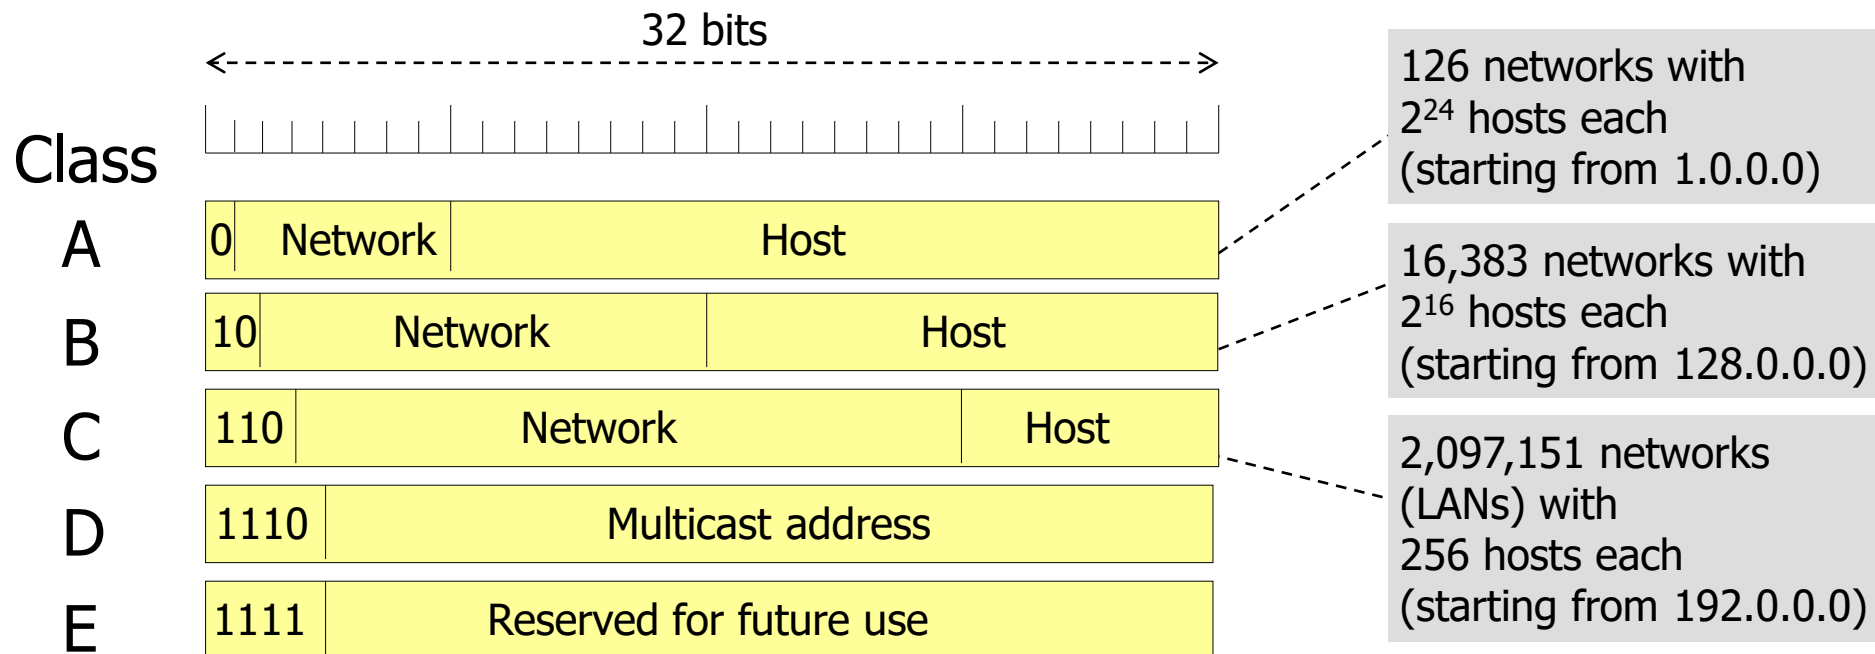 32 bits
Class
A
0 Network Host
B
10 Network Host
C
110 Network Host
D
1110 Multicast address
E
1111 Reserved for future use
126 networks with
2²⁴ hosts each
(starting from 1.0.0.0)
16,383 networks with
2¹⁶ hosts each
(starting from 128.0.0.0)
2,097,151 networks
(LANs) with
256 hosts each
(starting from 192.0.0.0)